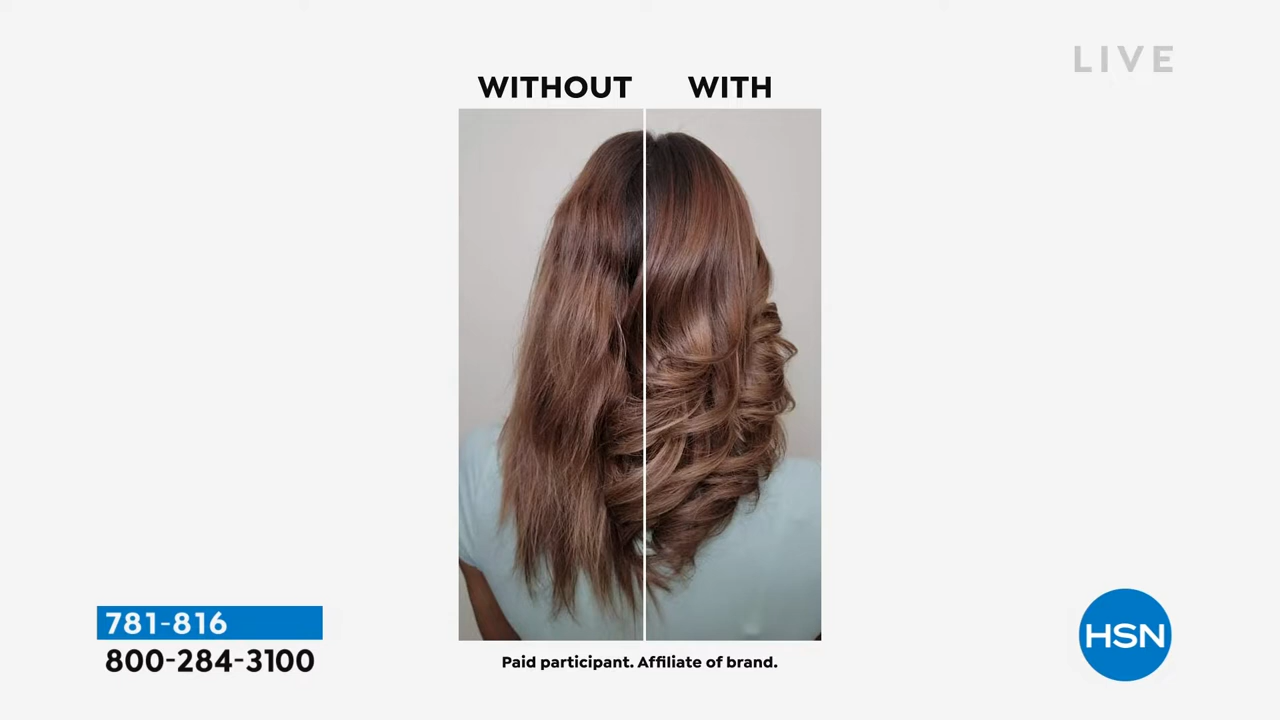 LIVE
WITHOUT WITH
781-816
800-284-3100
Paid participant. Affiliate of brand.
HSN